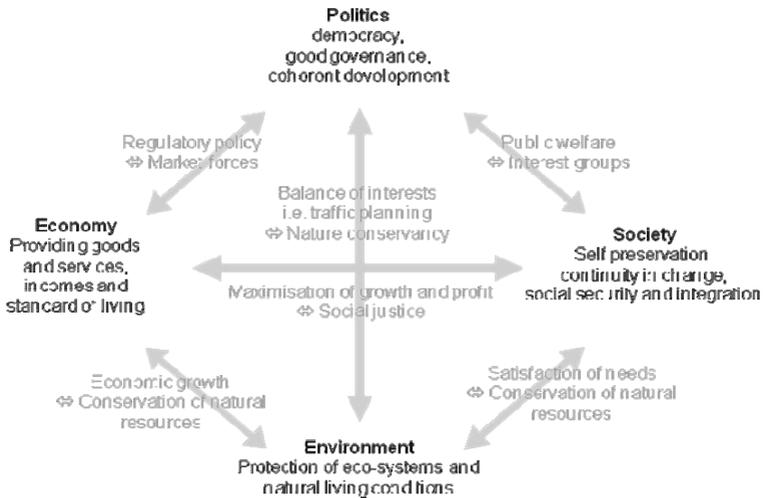 Politics
democracy,
good governance,
coherent development
Regulatory policy
⇔ Market forces
Public welfare
⇔ Interest groups
Balance of interests
i.e. traffic planning
⇔ Nature conservancy
Economy
Providing goods
and services,
incomes and
standard of living
Society
Self preservation
continuity in change,
social security and integration
Maximisation of growth and profit
⇔ Social justice
Economic growth
⇔ Conservation of natural
resources
Satisfaction of needs
⇔ Conservation of natural
resources
Environment
Protection of eco-systems and
natural living conditions